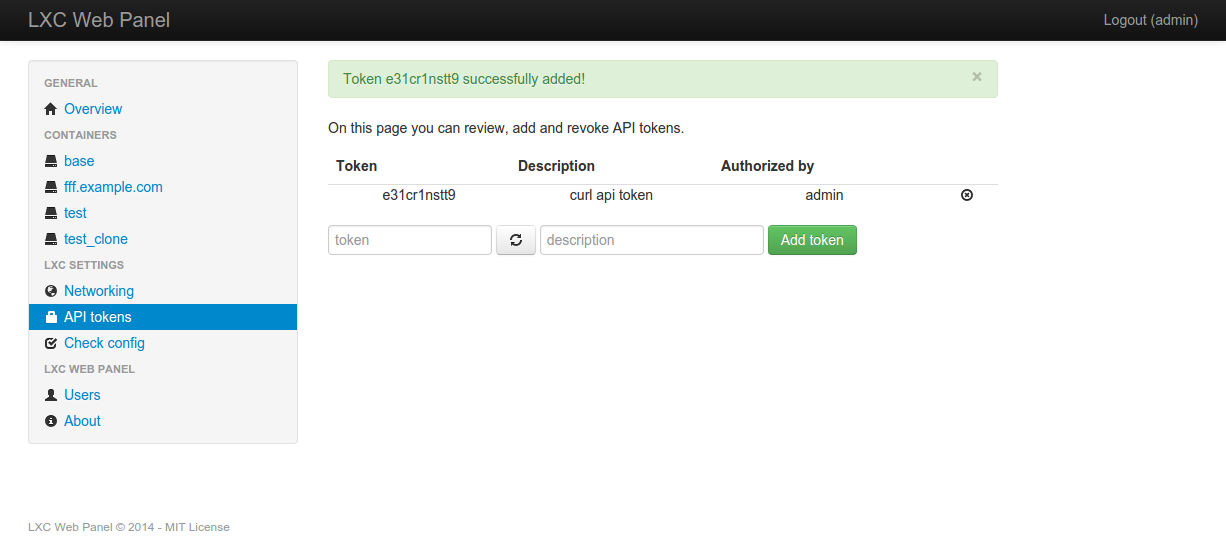 LXC Web Panel
Logout (admin)
GENERAL
Overview
CONTAINERS
base
fff.example.com
test
test_clone
LXC SETTINGS
Networking
API tokens
Check config
LXC WEB PANEL
Users
About
Token e31cr1nstt9 successfully added! ×
On this page you can review, add and revoke API tokens.
Token Description Authorized by
e31cr1nstt9 curl api token admin
token description Add token
LXC Web Panel © 2014 - MIT License